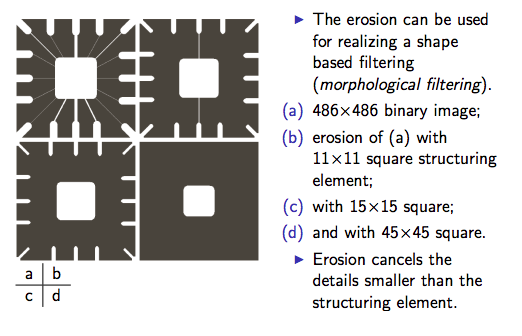 a b
c d
▶ The erosion can be used
for realizing a shape
based filtering
(morphological filtering).
(a) 486×486 binary image;
(b) erosion of (a) with
11×11 square structuring
element;
(c) with 15×15 square;
(d) and with 45×45 square.
▶ Erosion cancels the
details smaller than the
structuring element.